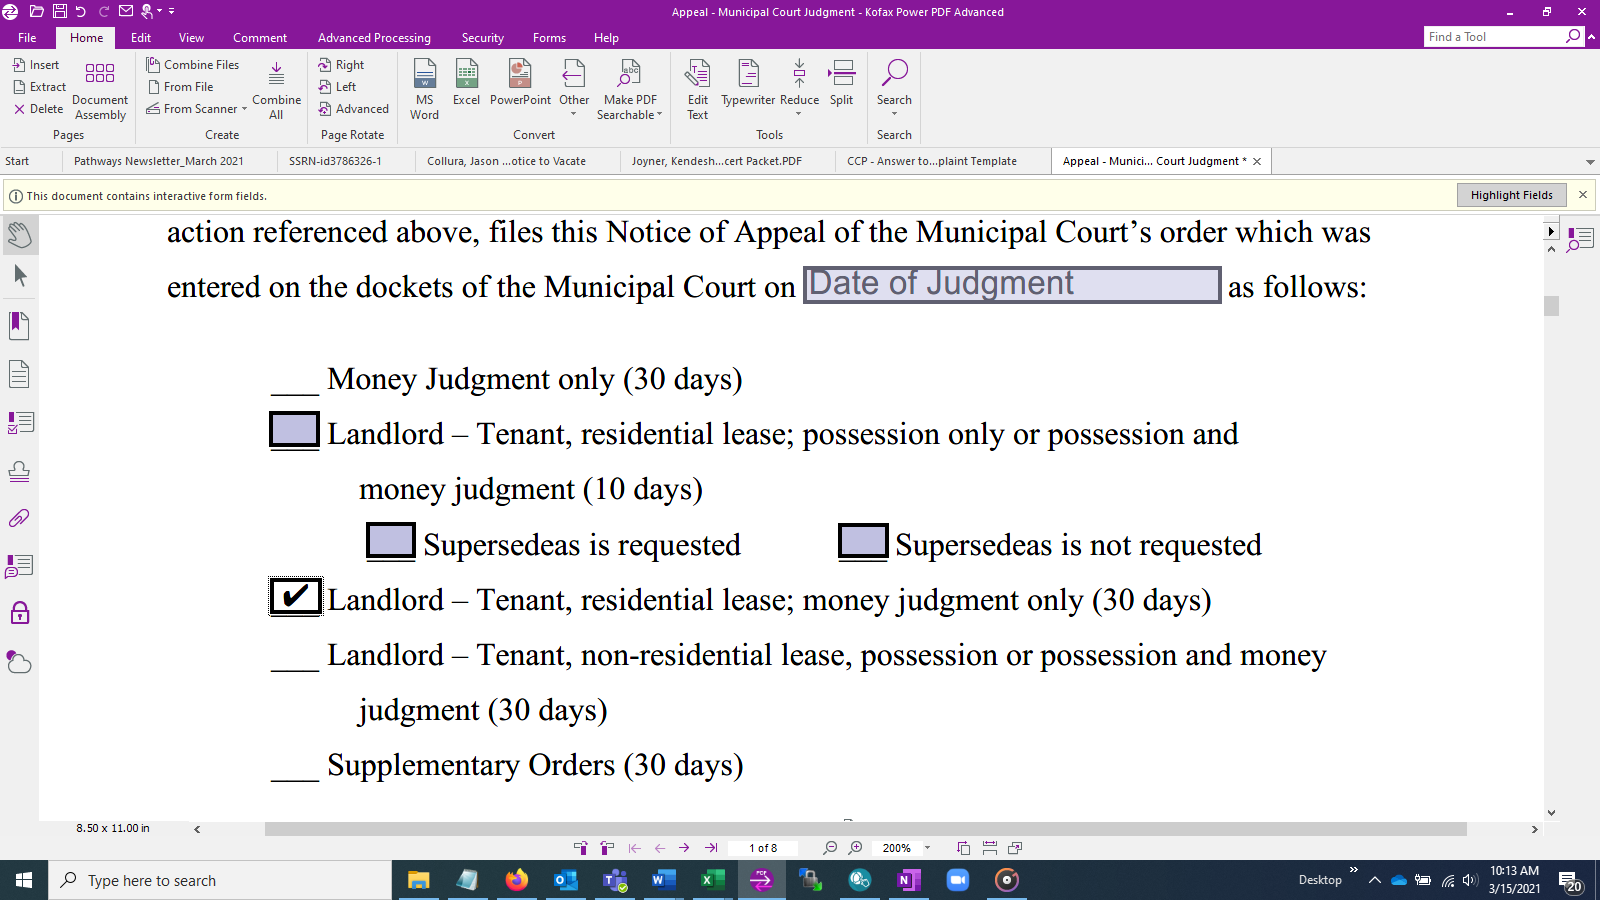 Appeal - Municipal Court Judgment - Kofax Power PDF Advanced
File Home Edit View Comment Advanced Processing Security Forms Help Find a Tool
Insert
Extract
Delete
Document
Assembly
Pages
Combine Files
From File
From Scanner
Combine
All
Create
Right
Left
Advanced
Page Rotate
MS
Word
Excel
PowerPoint
Other
Make PDF
Searchable
Convert
Edit
Text
Typewriter
Reduce
Split
Tools
Search
Search
Start Pathways Newsletter_March 2021 SSRN-id3786326-1 Collura, Jason ...otice to Vacate Joyner, Kendesh...cert Packet.PDF CCP - Answer to...plaint Template Appeal - Munici... Court Judgment *
This document contains interactive form fields. Highlight Fields
action referenced above, files this Notice of Appeal of the Municipal Court’s order which was
entered on the dockets of the Municipal Court on Date of Judgment as follows:
___ Money Judgment only (30 days)
Landlord – Tenant, residential lease; possession only or possession and
money judgment (10 days)
Supersedeas is requested Supersedeas is not requested
✔ Landlord – Tenant, residential lease; money judgment only (30 days)
___ Landlord – Tenant, non-residential lease, possession or possession and money
judgment (30 days)
___ Supplementary Orders (30 days)
8.50 x 11.00 in
1 of 8 200%
Type here to search
Desktop
10:13 AM
3/15/2021
20